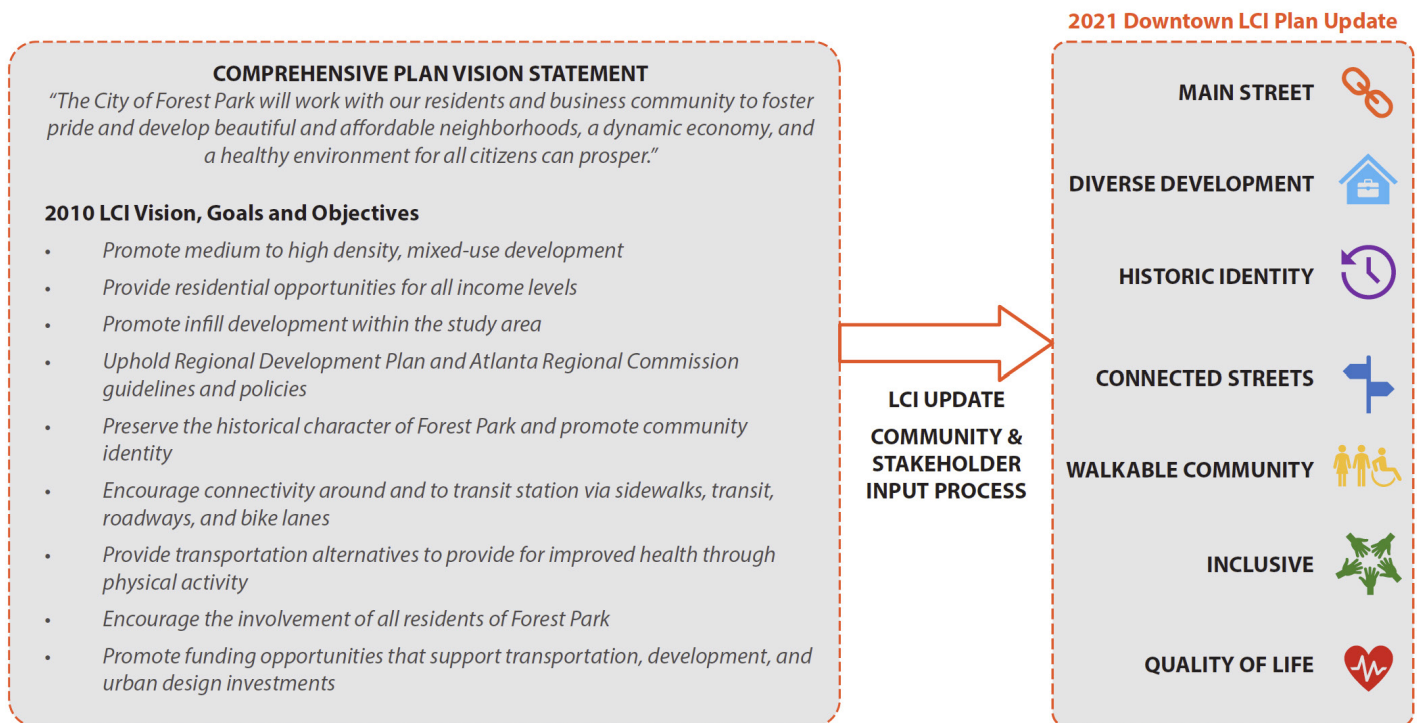 COMPREHENSIVE PLAN VISION STATEMENT
“The City of Forest Park will work with our residents and business community to foster
pride and develop beautiful and affordable neighborhoods, a dynamic economy, and
a healthy environment for all citizens can prosper.”
2010 LCI Vision, Goals and Objectives
• Promote medium to high density, mixed-use development
• Provide residential opportunities for all income levels
• Promote infill development within the study area
• Uphold Regional Development Plan and Atlanta Regional Commission
guidelines and policies
• Preserve the historical character of Forest Park and promote community
identity
• Encourage connectivity around and to transit station via sidewalks, transit,
roadways, and bike lanes
• Provide transportation alternatives to provide for improved health through
physical activity
• Encourage the involvement of all residents of Forest Park
• Promote funding opportunities that support transportation, development, and
urban design investments
LCI UPDATE
COMMUNITY &
STAKEHOLDER
INPUT PROCESS
2021 Downtown LCI Plan Update
MAIN STREET
DIVERSE DEVELOPMENT
HISTORIC IDENTITY
CONNECTED STREETS
WALKABLE COMMUNITY
INCLUSIVE
QUALITY OF LIFE